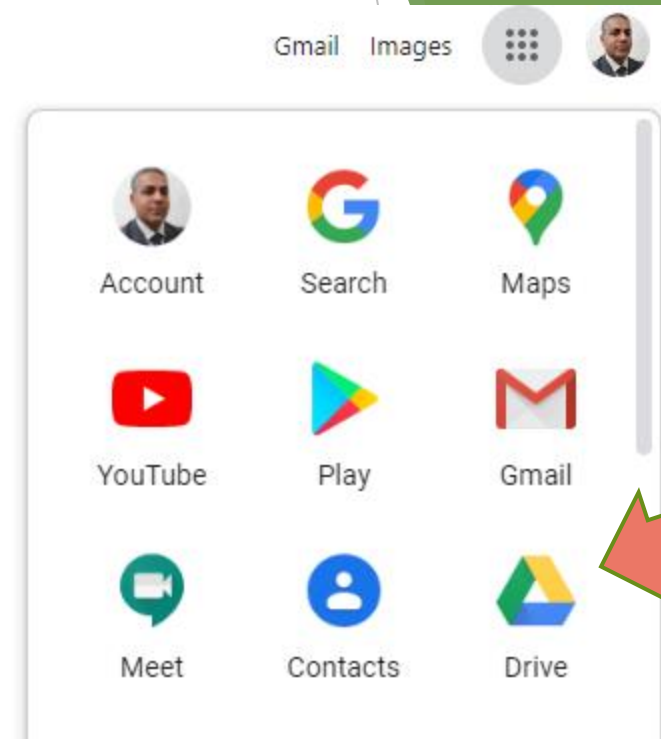 Gmail Images
Account Search Maps
YouTube Play Gmail
Meet Contacts Drive